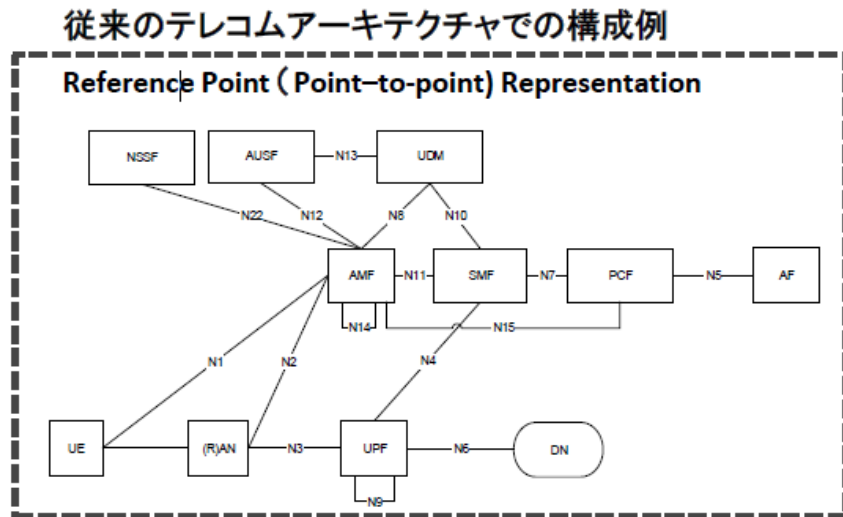 従来のテレコムアーキテクチャでの構成例
Reference Point ( Point–to-point) Representation
NSSF
AUSF
N13
UDM
N22
N12
N8
N10
AMF
N11
SMF
N7
PCF
N5
AF
N14
N15
N1
N2
N4
UE
(R)AN
N3
UPF
N6
DN
N9